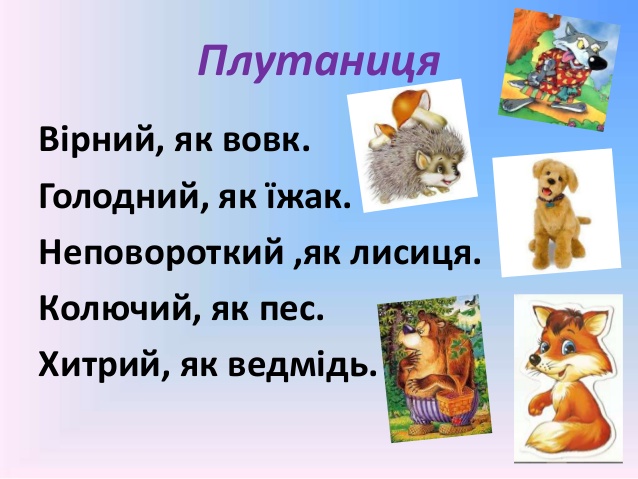 Плутаниця
Вірний, як вовк.
Голодний, як їжак.
Неповороткий ,як лисиця.
Колючий, як пес.
Хитрий, як ведмідь.